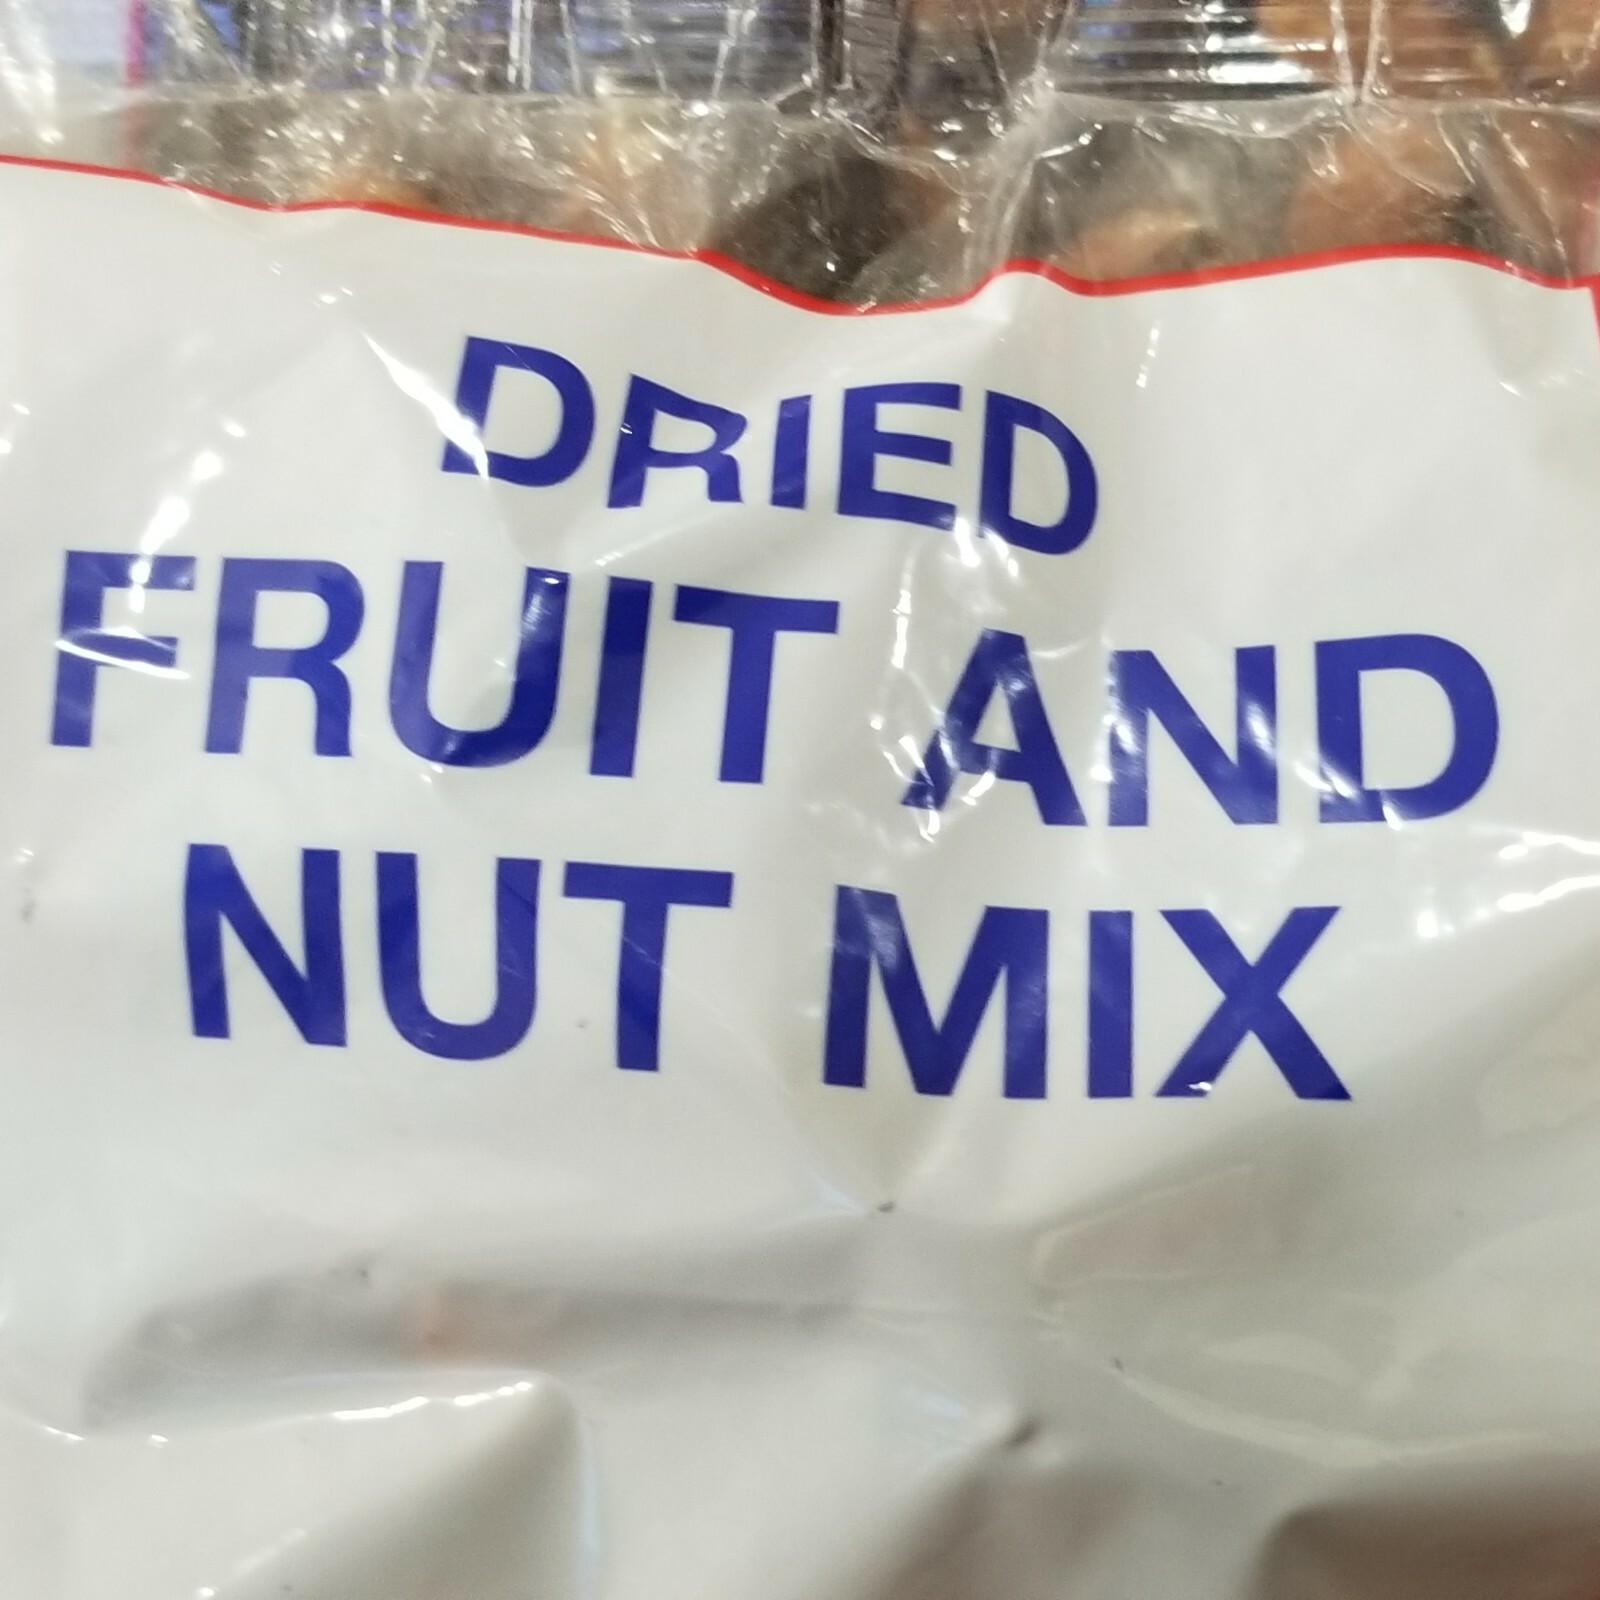 DRIED
FRUIT AND
NUT MIX